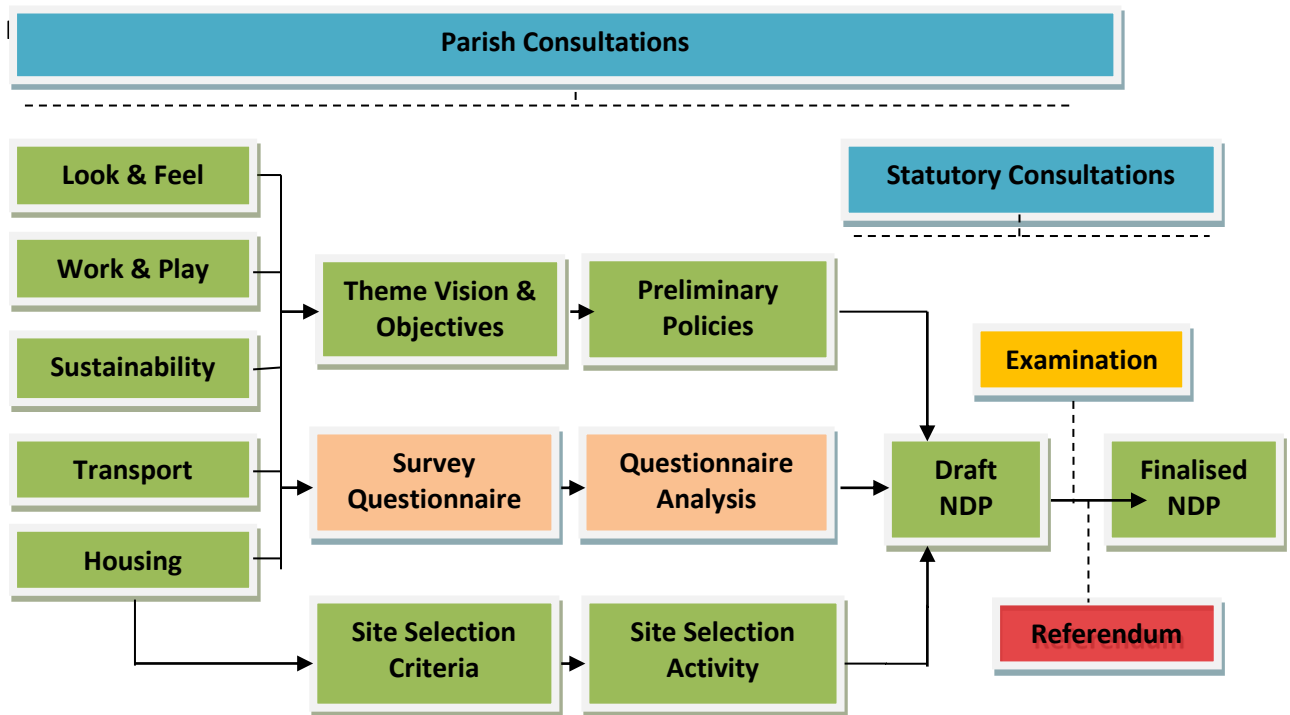 Parish Consultations
Look & Feel
Statutory Consultations
Work & Play
Theme Vision &
Objectives
Preliminary
Policies
Sustainability
Examination
Transport
Survey
Questionnaire
Questionnaire
Analysis
Draft
NDP
Finalised
NDP
Housing
Site Selection
Criteria
Site Selection
Activity
Referendum